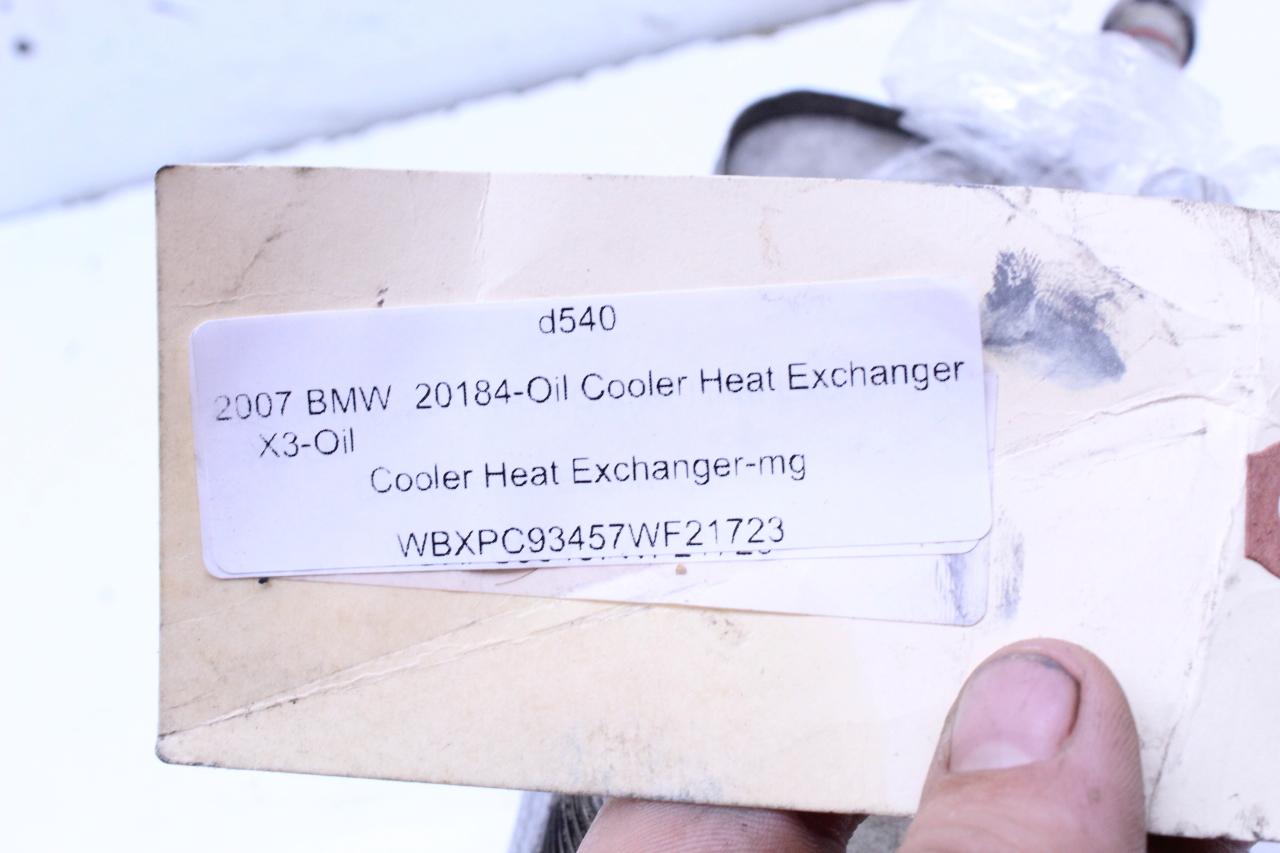 d540
2007 BMW 20184-Oil Cooler Heat Exchanger
X3-Oil
Cooler Heat Exchanger-mg
WBXPC93457WF21723